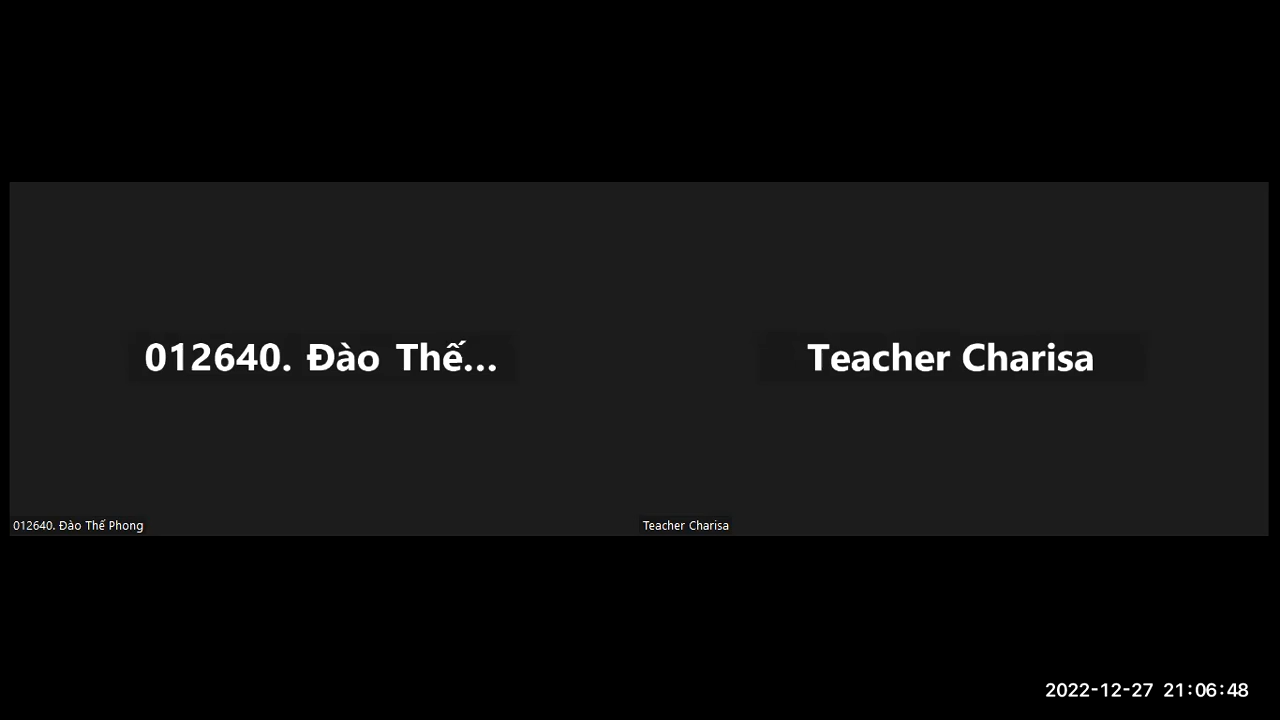 012640. Đào Thế...
Teacher Charisa
012640. Đào Thế Phong
Teacher Charisa
2022-12-27 21:06:48